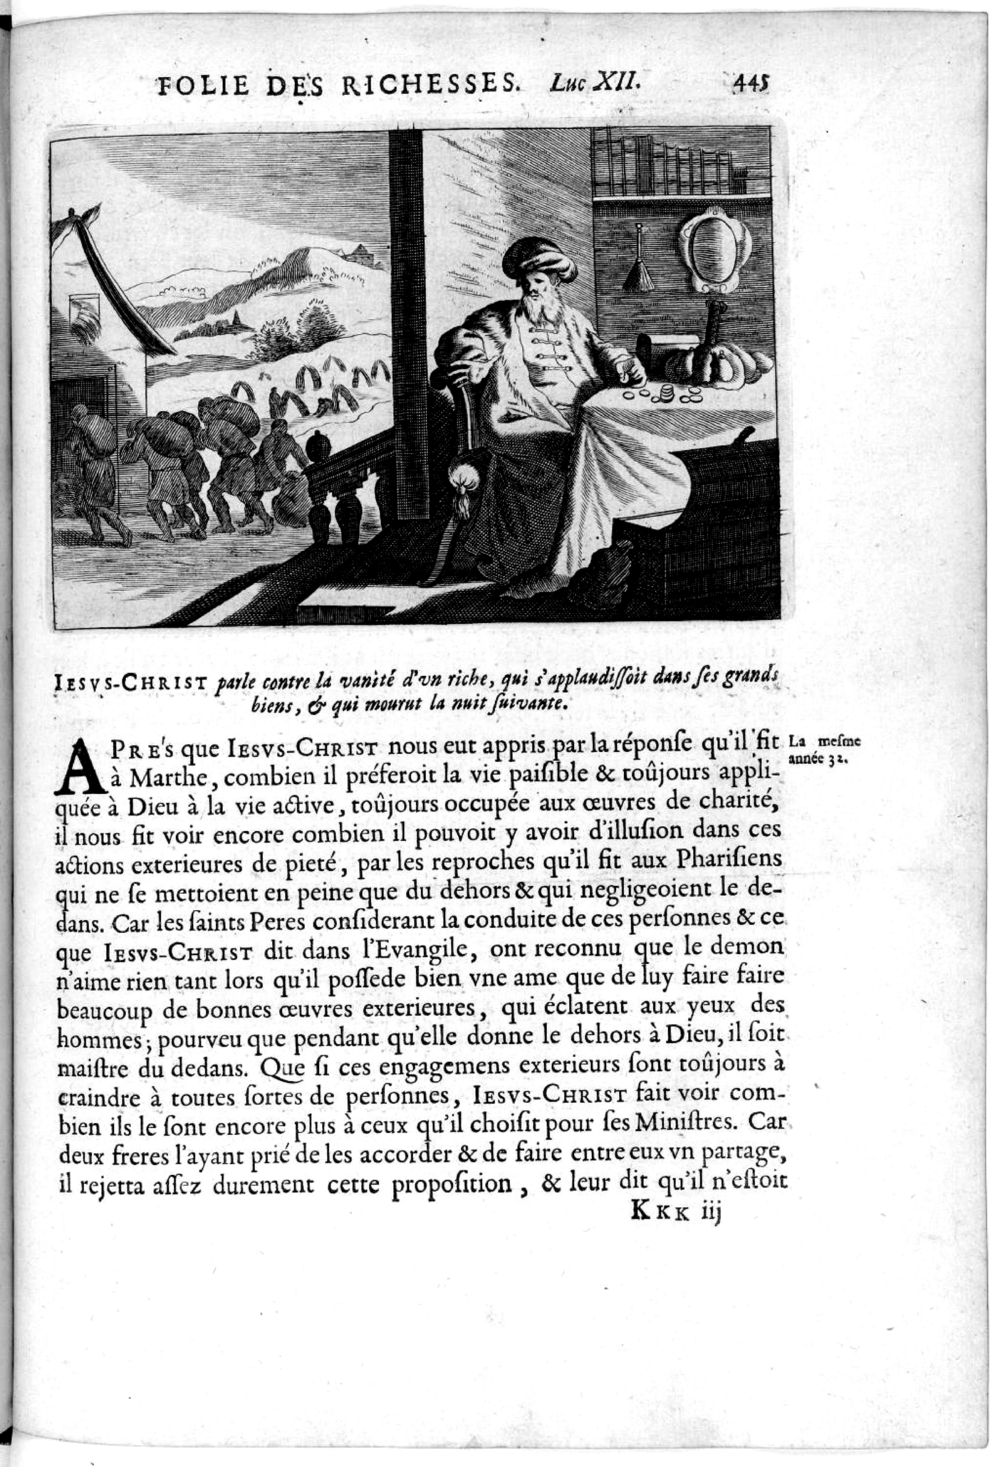 FOLIE DES RICHESSES. Luc XII. 445
IESVS-CHRIST parle contre la vanité d'vn riche, qui s'applaudiſſoit dans ſes grands
biens, & qui mourut la nuit ſuivante.
APRE's que IESVS-CHRIST nous eut appris par la réponſe qu'il fit
à Marthe, combien il préferoit la vie paiſible & toûjours appli-
quée à Dieu à la vie active, toûjours occupée aux œuvres de charité,
il nous fit voir encore combien il pouvoit y avoir d'illuſion dans ces
actions exterieures de pieté, par les reproches qu'il fit aux Phariſiens
qui ne ſe mettoient en peine que du dehors & qui negligeoient le de-
dans. Car les ſaints Peres conſiderant la conduite de ces perſonnes & ce
que IESVS-CHRIST dit dans l'Evangile, ont reconnu que le demon
n'aime rien tant lors qu'il poſſede bien vne ame que de luy faire faire
beaucoup de bonnes œuvres exterieures, qui éclatent aux yeux des
hommes; pourveu que pendant qu'elle donne le dehors à Dieu, il ſoit
maiſtre du dedans. Que ſi ces engagemens exterieurs ſont toûjours à
craindre à toutes ſortes de perſonnes, IESVS-CHRIST fait voir com-
bien ils le ſont encore plus à ceux qu'il choiſit pour ſes Miniſtres. Car
deux freres l'ayant prié de les accorder & de faire entre eux vn partage,
il rejetta aſſez durement cette propoſition, & leur dit qu'il n'eſtoit
KKK iij
La meſme
année 32.